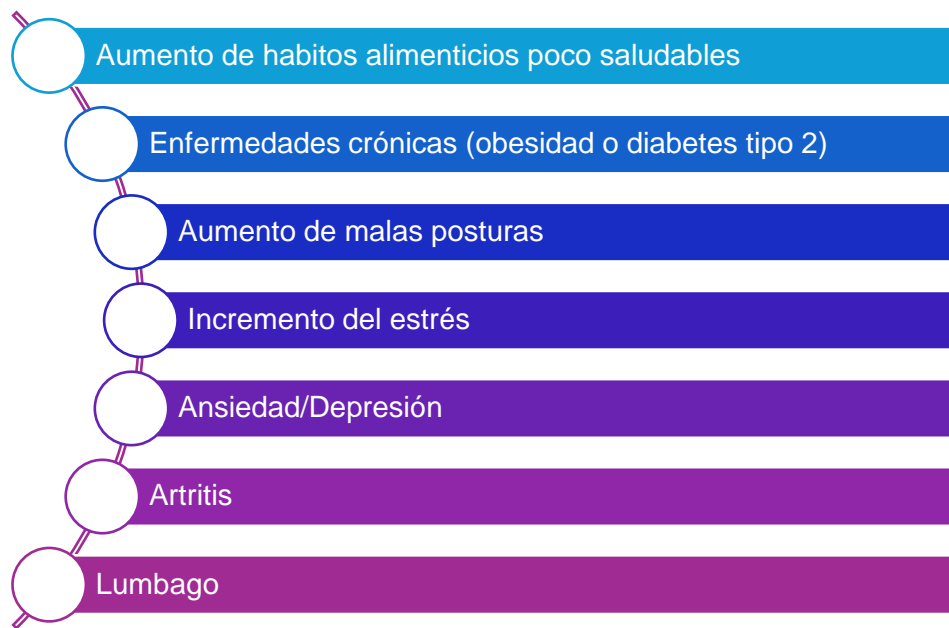 Aumento de habitos alimenticios poco saludables
Enfermedades crónicas (obesidad o diabetes tipo 2)
Aumento de malas posturas
Incremento del estrés
Ansiedad/Depresión
Artritis
Lumbago